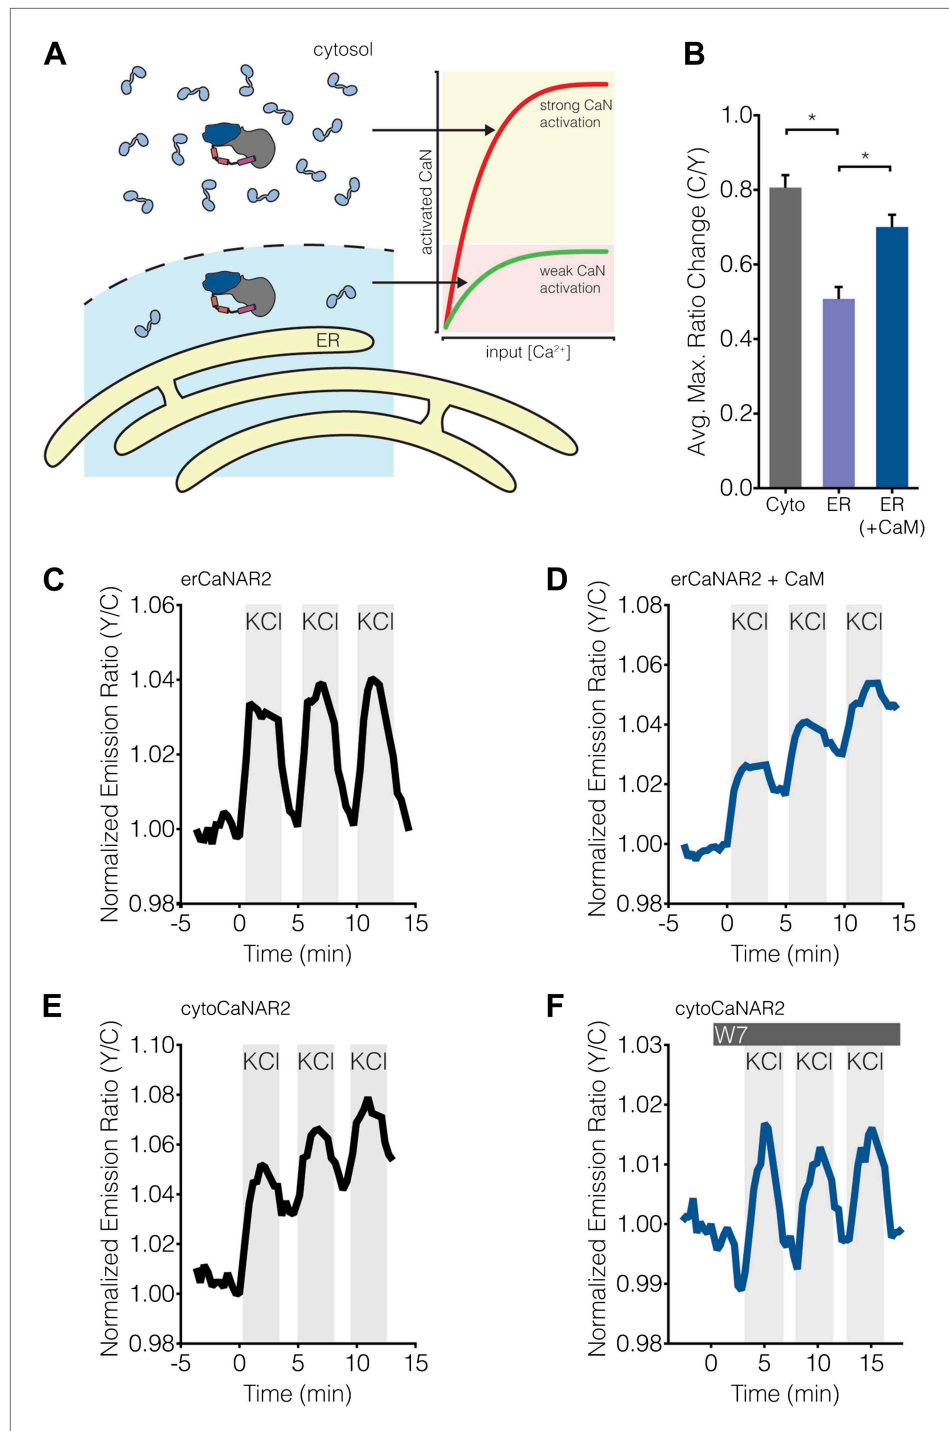 A
cytosol
activated CaN
strong CaN
activation
weak CaN
activation
input [Ca²⁺]
ER
B
Avg. Max. Ratio Change (C/Y)
1.0
0.8
0.6
0.4
0.2
0.0
*
*
Cyto
ER
ER
(+CaM)
C
erCaNAR2
Normalized Emission Ratio (Y/C)
1.06
1.04
1.02
1.00
0.98
KCl
KCl
KCl
-5
0
5
10
15
Time (min)
D
erCaNAR2 + CaM
Normalized Emission Ratio (Y/C)
1.08
1.06
1.04
1.02
1.00
0.98
KCl
KCl
KCl
-5
0
5
10
15
Time (min)
E
cytoCaNAR2
Normalized Emission Ratio (Y/C)
1.10
1.08
1.06
1.04
1.02
1.00
0.98
KCl
KCl
KCl
-5
0
5
10
15
Time (min)
F
cytoCaNAR2
W7
Normalized Emission Ratio (Y/C)
1.03
1.02
1.01
1.00
0.99
0.98
KCl
KCl
KCl
0
5
10
15
Time (min)